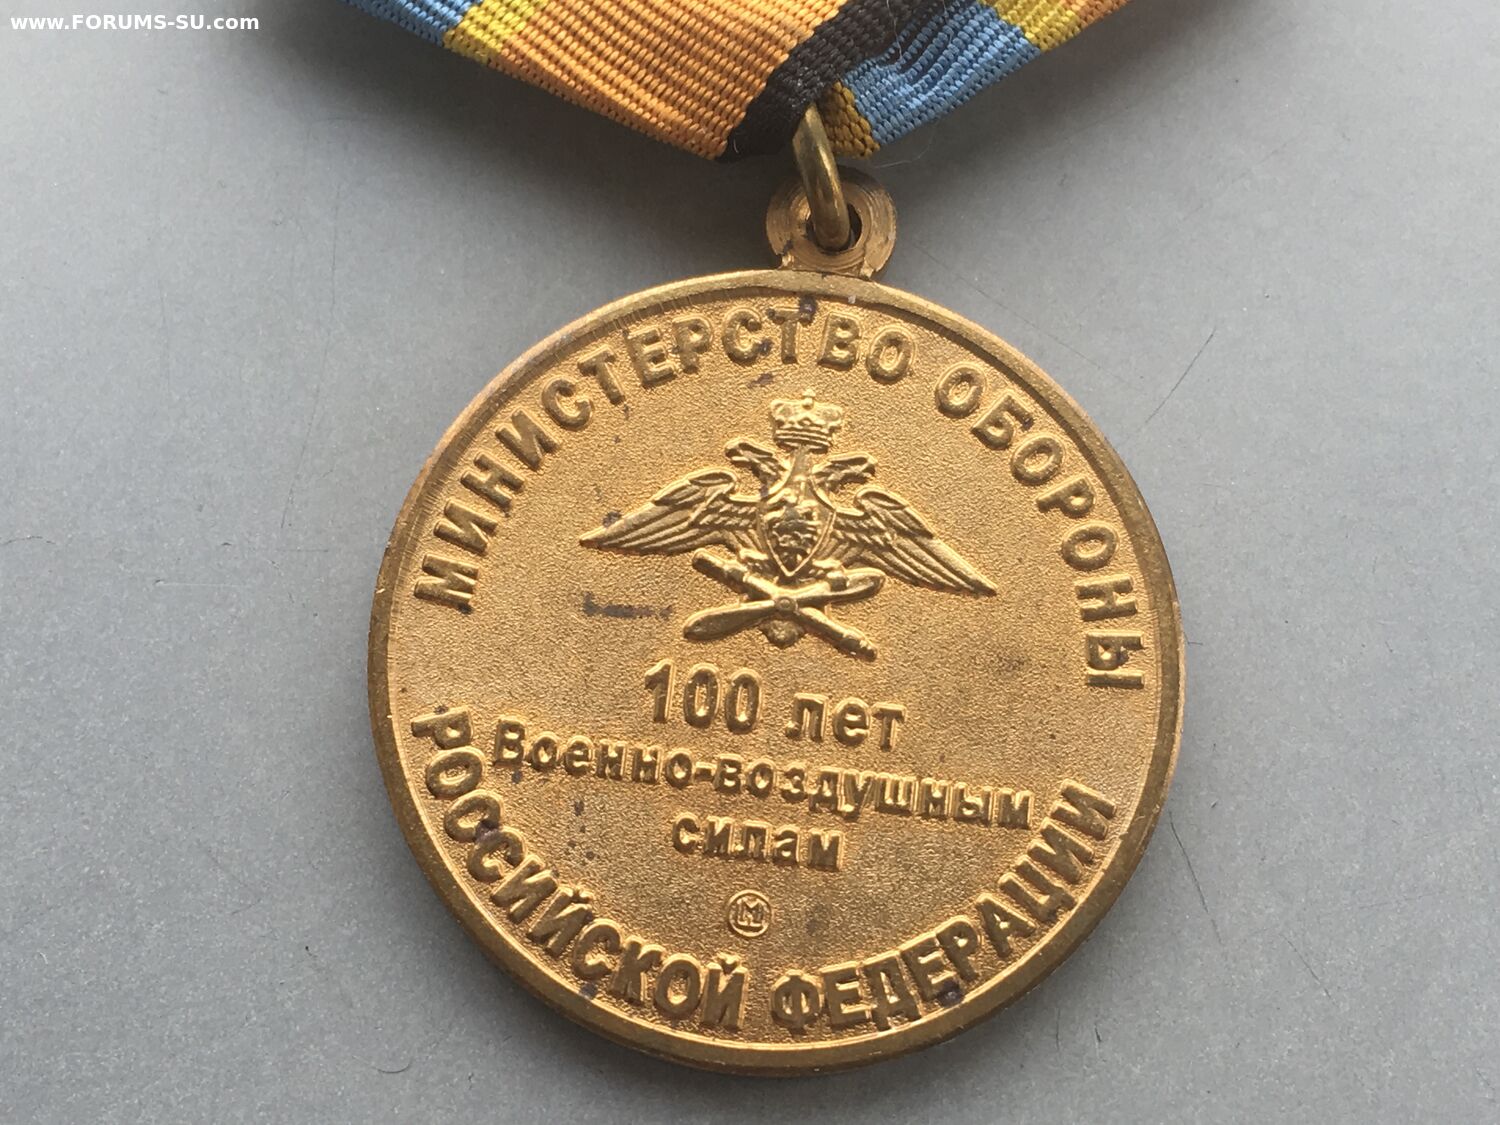 www.FORUMS-SU.com
МИНИСТЕРСТВО ОБОРОНЫ
100 лет
Военно-воздушным
силам
РОССИЙСКОЙ ФЕДЕРАЦИИ